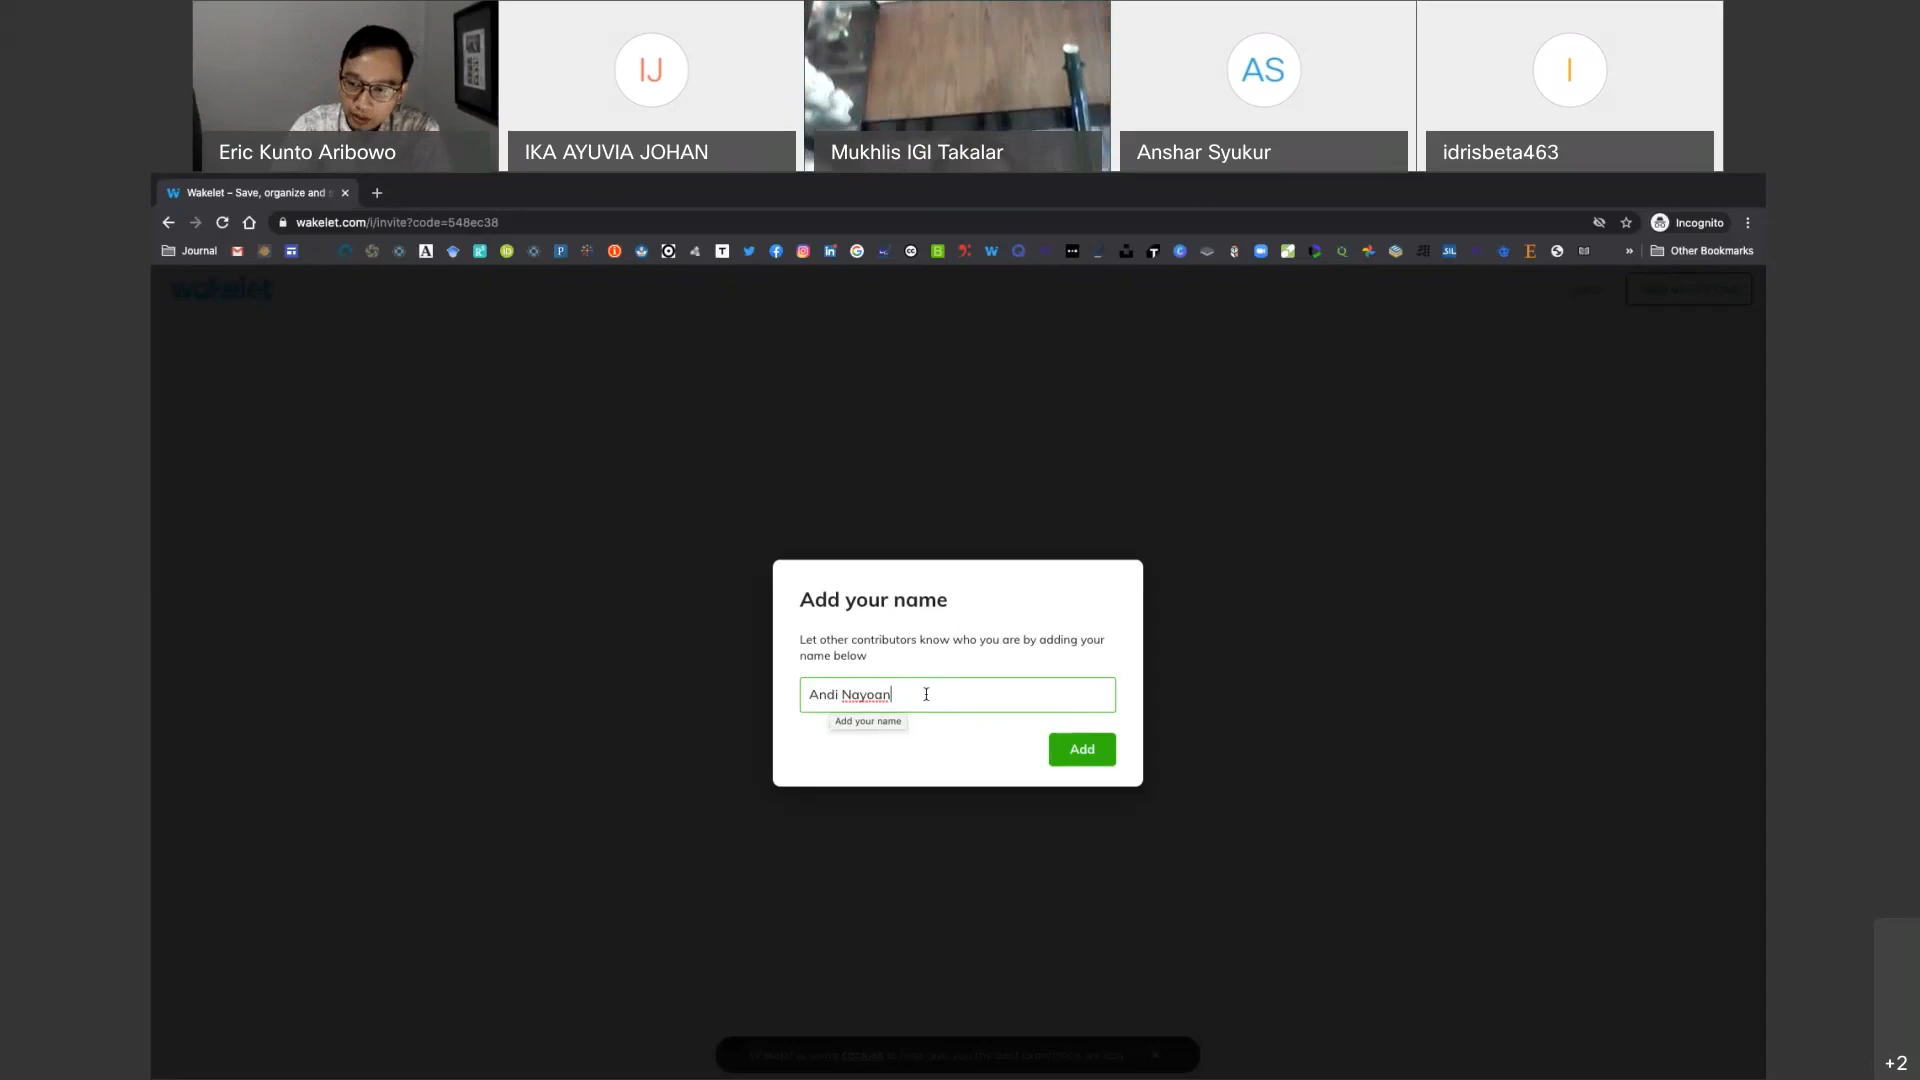 IJ
AS
I
Eric Kunto Aribowo
IKA AYUVIA JOHAN
Mukhlis IGI Takalar
Anshar Syukur
idrisbeta463
Wakelet – Save, organize and
wakelet.com/i/invite?code=548ec38
Incognito
Journal
Other Bookmarks
wakelet
Add your name
Let other contributors know who you are by adding your
name below
Andi Nayoan
Add your name
Add
+2